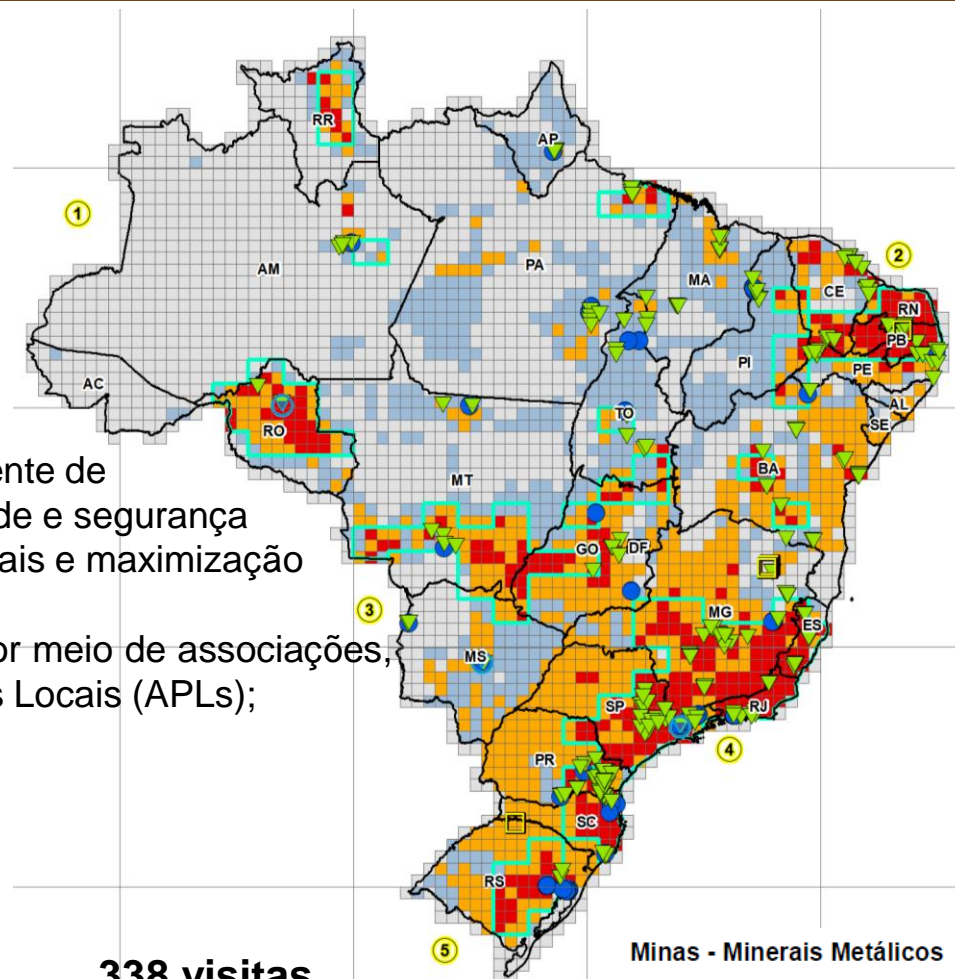 RR
AP
1
AM
PA
MA
CE
2
RN
PB
PI
PE
AC
TO
AL
SE
RO
BA
MT
ente de
de e segurança
ais e maximização
GO
DF
3
MG
ES
or meio de associações,
MS
s Locais (APLs);
SP
RJ
4
PR
SC
RS
5
338 visitas
Minas - Minerais Metálicos